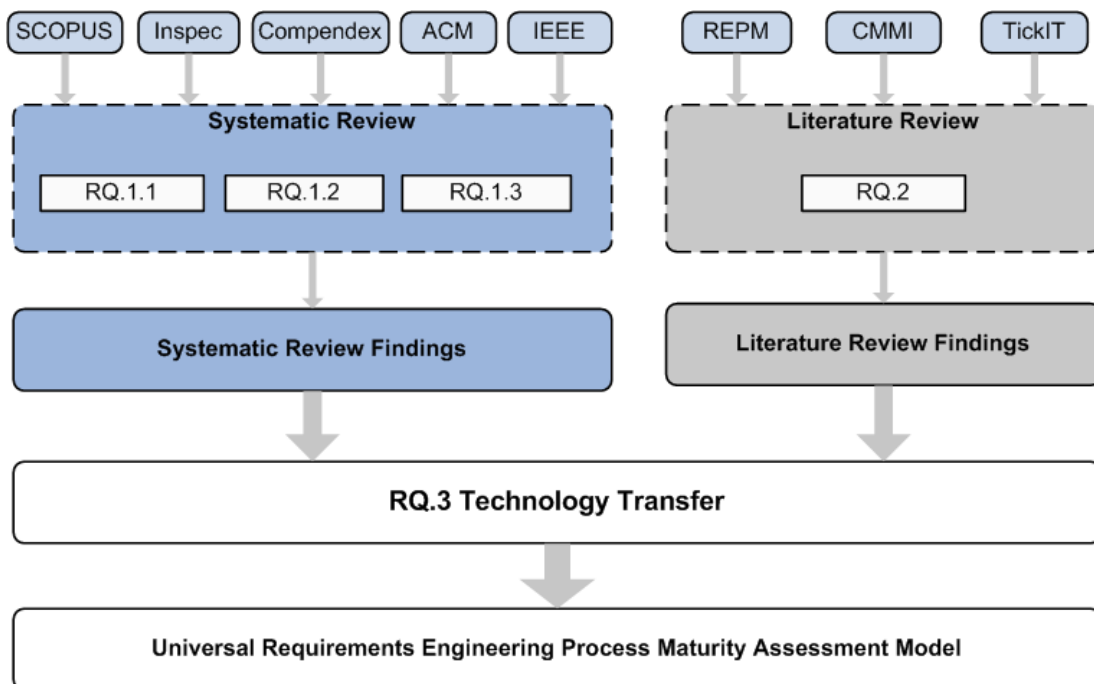 SCOPUS
Inspec
Compendex
ACM
IEEE
REPM
CMMI
TickIT
Systematic Review
Literature Review
RQ.1.1
RQ.1.2
RQ.1.3
RQ.2
Systematic Review Findings
Literature Review Findings
RQ.3 Technology Transfer
Universal Requirements Engineering Process Maturity Assessment Model